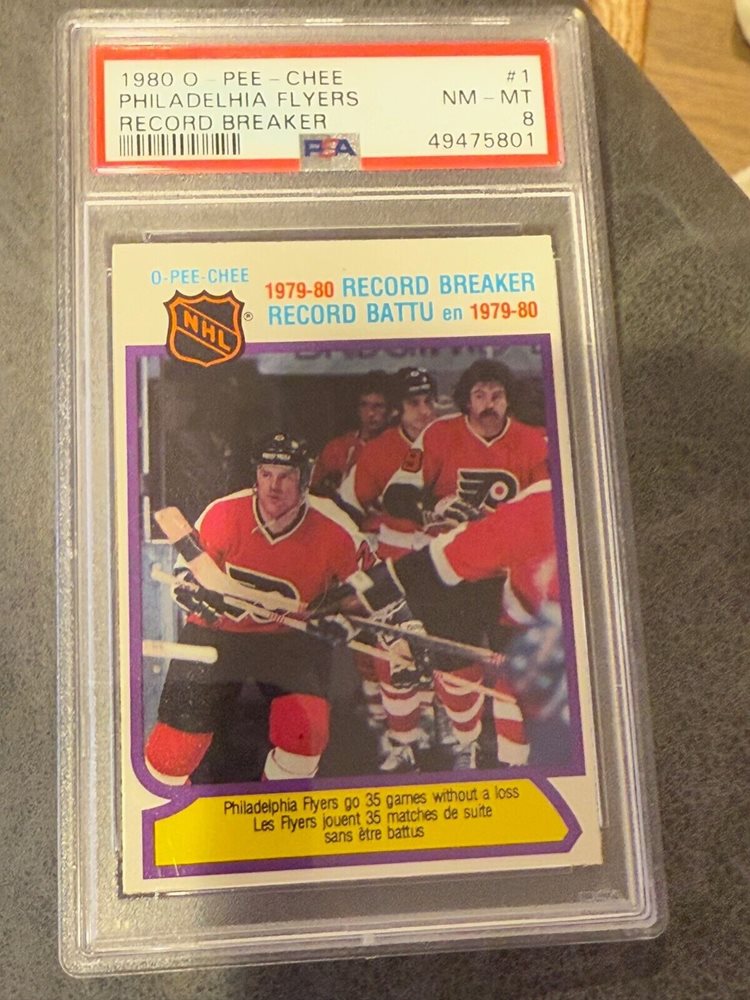 1980 O - PEE - CHEE #1
PHILADELHIA FLYERS NM - MT
RECORD BREAKER 8
PSA 49475801
O-PEE-CHEE
1979-80 RECORD BREAKER
RECORD BATTU en 1979-80
NHL ®
Philadelphia Flyers go 35 games without a loss
Les Flyers jouent 35 matches de suite
sans être battus